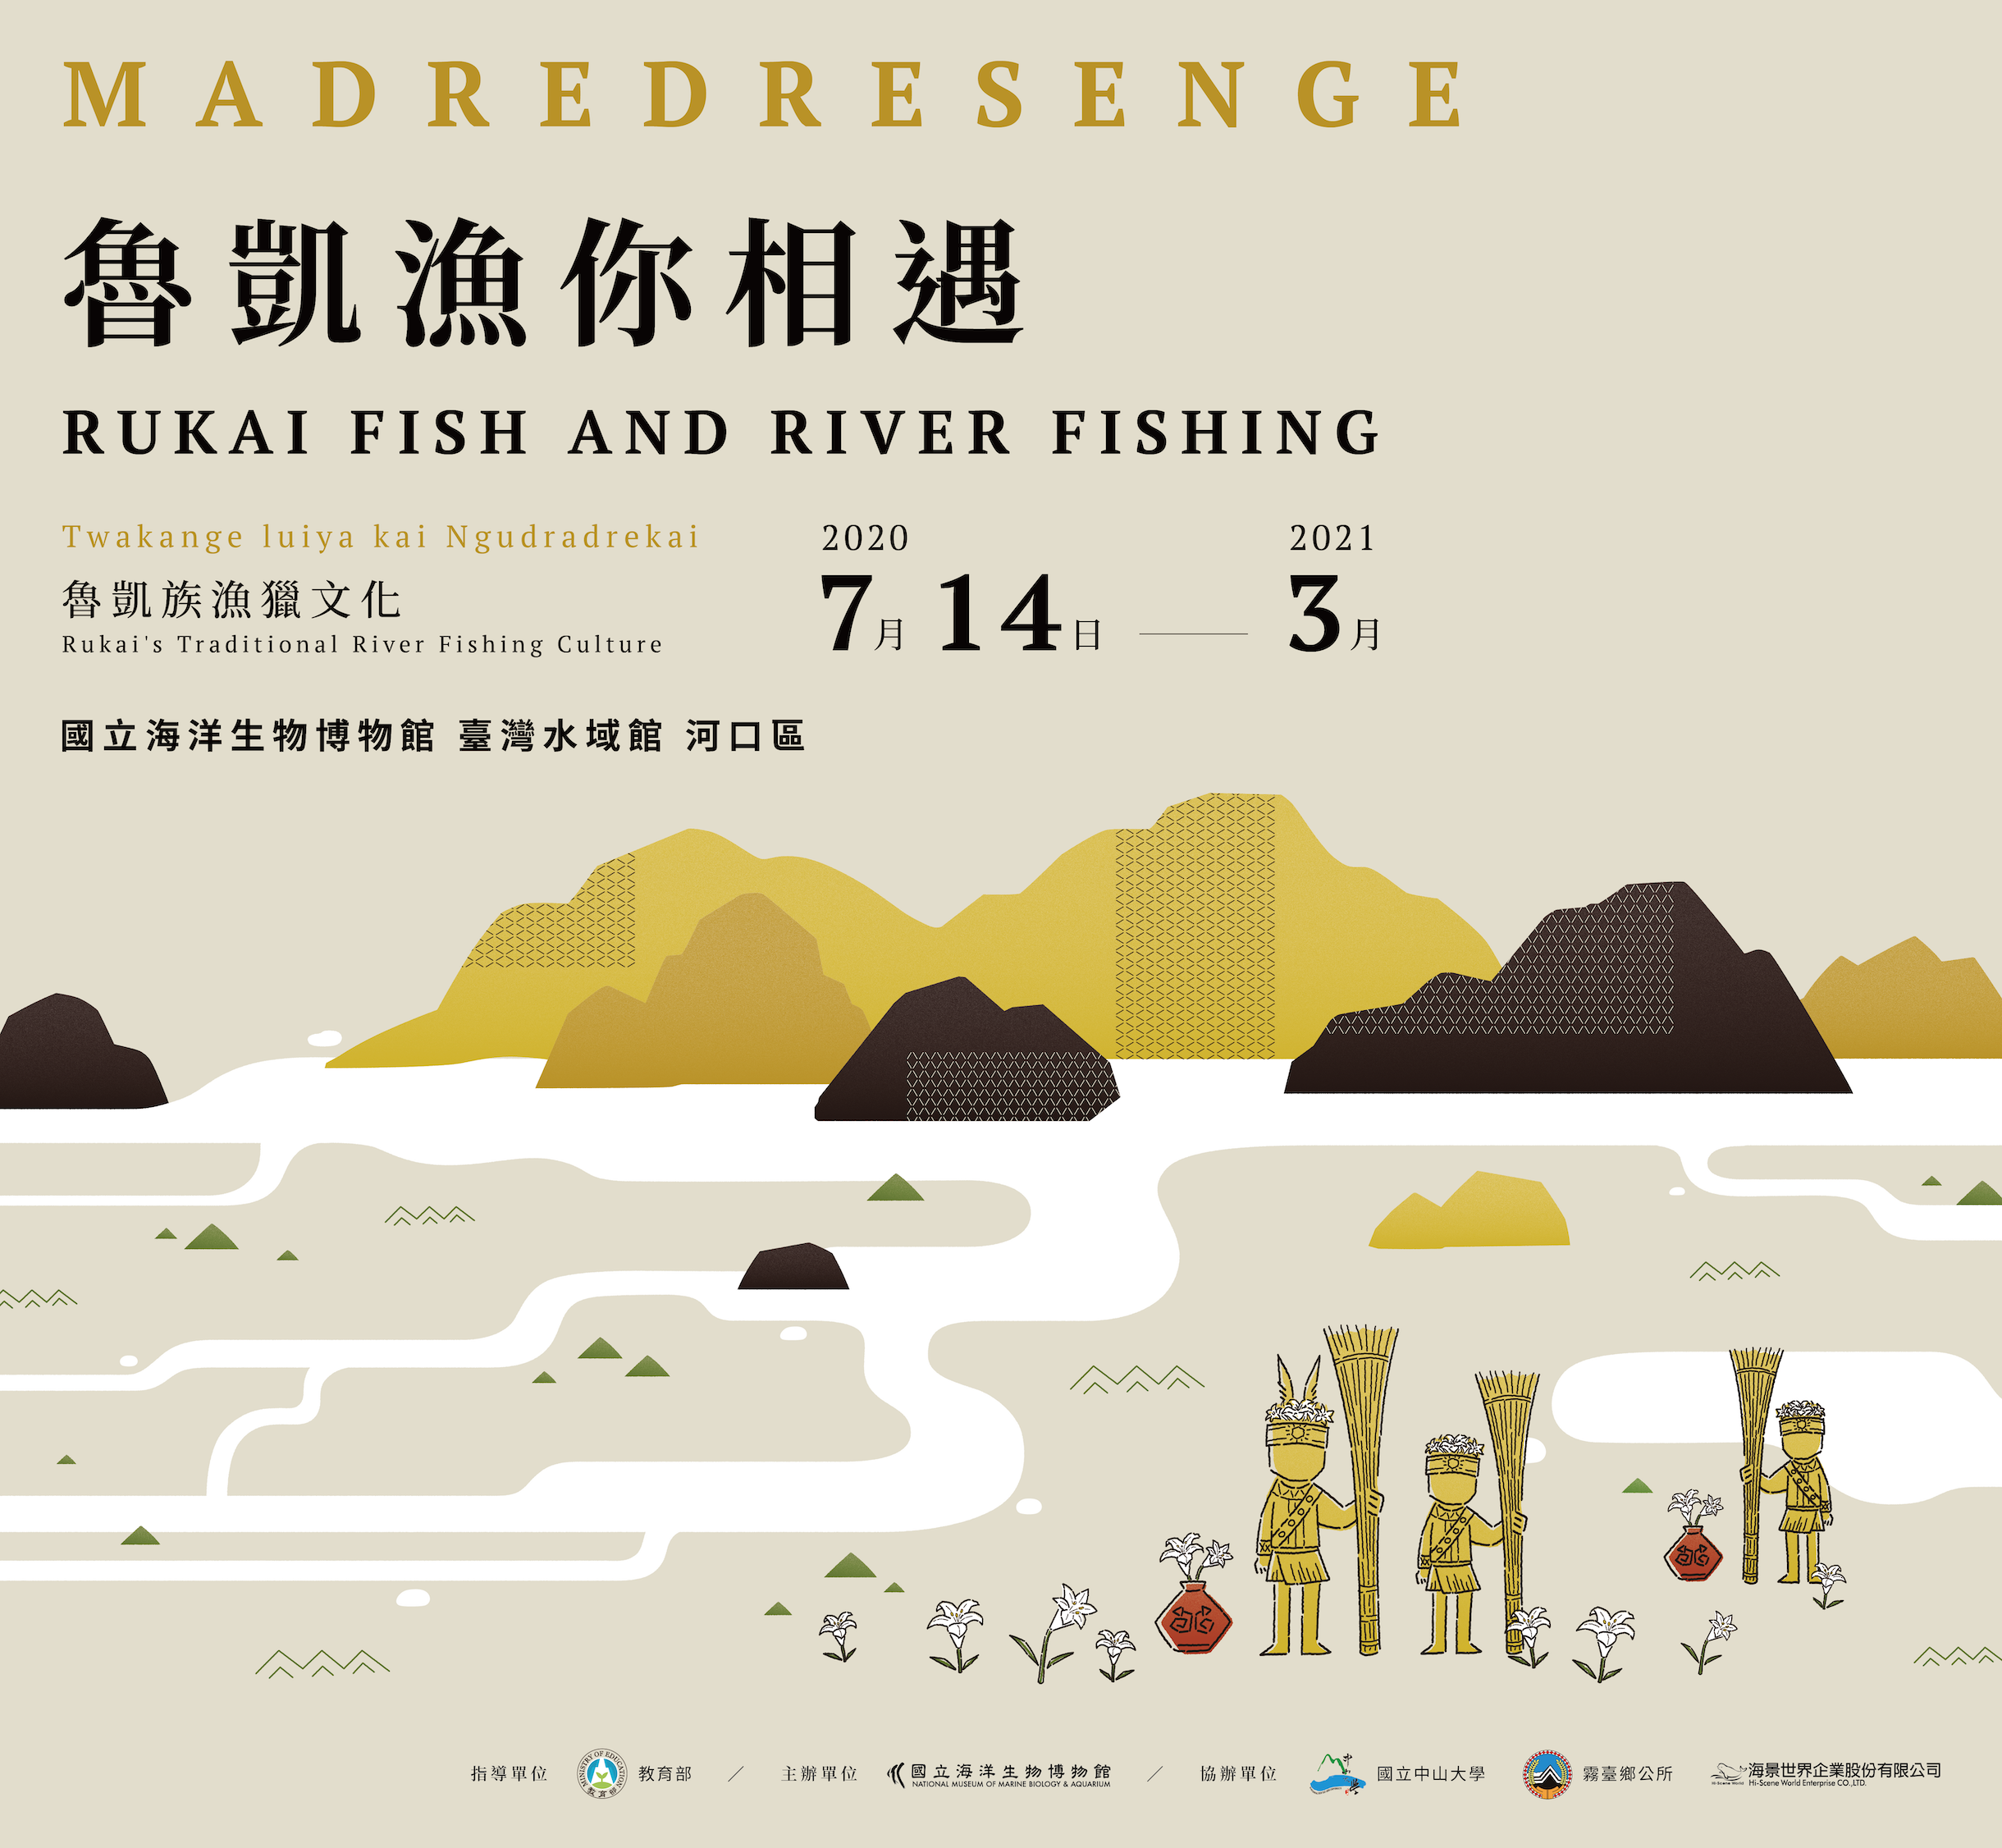 MADREDRESENGE
魯凱漁你相遇
RUKAI FISH AND RIVER FISHING
Twakange luiya kai Ngudradrekai
魯凱族漁獵文化
Rukai's Traditional River Fishing Culture
2020 2021
7月 14日 — 3月
國立海洋生物博物館 臺灣水域館 河口區
指導單位 MINISTRY OF EDUCATION 教育部 教育部 / 主辦單位 國立海洋生物博物館 / 協辦單位 國立中山大學 霧臺鄉公所 海景世界企業股份有限公司
NATIONAL MUSEUM OF MARINE BIOLOGY & AQUARIUM Hi-Scene World Hi-Scene World Enterprise CO.,LTD.